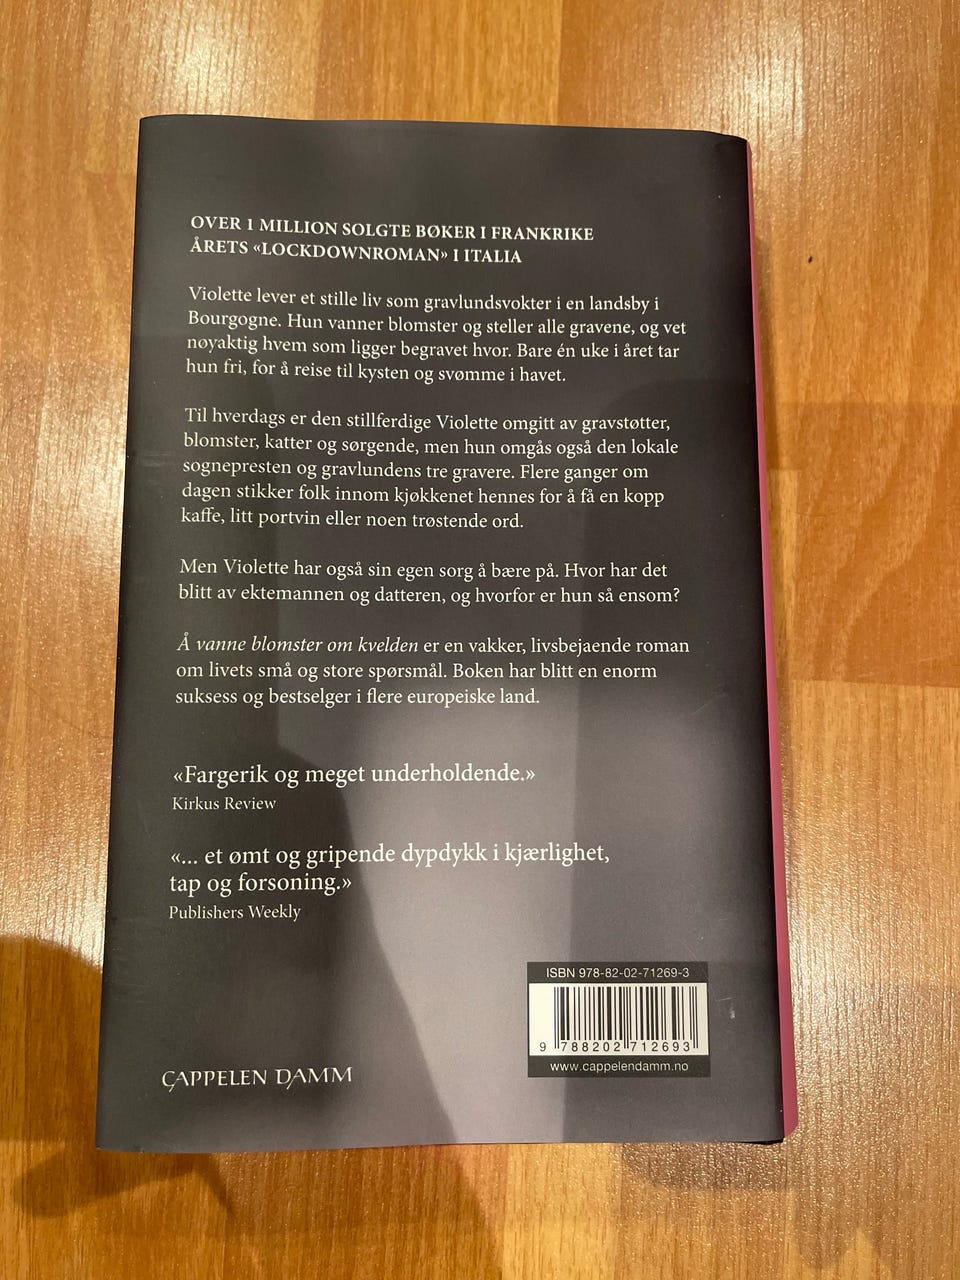 OVER 1 MILLION SOLGTE BØKER I FRANKRIKE
ÅRETS «LOCKDOWNROMAN» I ITALIA
Violette lever et stille liv som gravlundsvokter i en landsby i
Bourgogne. Hun vanner blomster og steller alle gravene, og vet
nøyaktig hvem som ligger begravet hvor. Bare én uke i året tar
hun fri, for å reise til kysten og svømme i havet.
Til hverdags er den stillferdige Violette omgitt av gravstøtter,
blomster, katter og sørgende, men hun omgås også den lokale
sognepresten og gravlundens tre gravere. Flere ganger om
dagen stikker folk innom kjøkkenet hennes for å få en kopp
kaffe, litt portvin eller noen trøstende ord.
Men Violette har også sin egen sorg å bære på. Hvor har det
blitt av ektemannen og datteren, og hvorfor er hun så ensom?
Å vanne blomster om kvelden er en vakker, livsbejaende roman
om livets små og store spørsmål. Boken har blitt en enorm
suksess og bestselger i flere europeiske land.
«Fargerik og meget underholdende.»
Kirkus Review
«... et ømt og gripende dypdykk i kjærlighet,
tap og forsoning.»
Publishers Weekly
ISBN 978-82-02-71269-3
9 788202 712693
www.cappelendamm.no
CAPPELEN DAMM